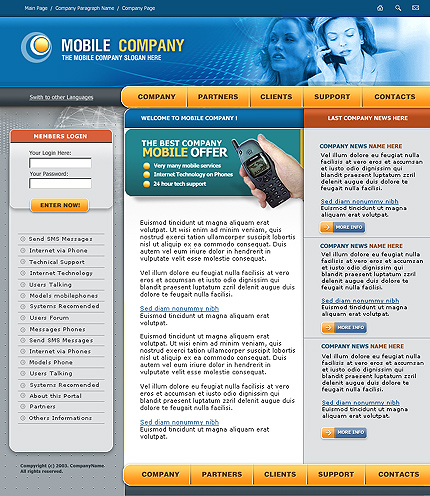 Main Page / Company Paragraph Name / Company Page
MOBILE COMPANY
THE MOBILE COMPANY SLOGAN HERE
Swith to other Languages
COMPANY PARTNERS CLIENTS SUPPORT CONTACTS
MEMBERS LOGIN
Your Login Here:
Your Password:
ENTER NOW!
Send SMS Messages
Internet via Phone
Technical Support
Internet Technology
Users Talking
Models mobilephones
Systems Recomended
Users Forum
Messages Phones
Send SMS Messages
Internet via Phones
Models Phone
Users Talking
Systems Recomended
About this Portal
Partners
Others Informations
Copyright (c) 2003. CompanyName.
All rights reserved.
WELCOME TO MOBILE COMPANY !
THE BEST COMPANY
MOBILE OFFER
Very many mobile services
Internet Technology on Phones
24 hour tech support
Euismod tincidunt ut magna aliquam erat
volutpat. Ut wisi enim ad minim veniam, quis
nostrud exerci tation ullamcorper suscipit lobortis
nisl ut aliquip ex ea commodo consequat. Duis
autem vel eum iriure dolor in hendrerit in
vulputate velit esse molestie consequat.
Vel illum dolore eu feugiat nulla facilisis at vero
eros et accumsan et iusto odio dignissim qui
blandit praesent luptatum zzril delenit augue duis
dolore te feugait nulla facilisi.
Sed diam nonummy nibh
Euismod tincidunt ut magna aliquam erat
volutpat.
Euismod tincidunt ut magna aliquam erat
volutpat. Ut wisi enim ad minim veniam, quis
nostrud exerci tation ullamcorper suscipit lobortis
nisl ut aliquip ex ea commodo consequat. Duis
autem vel eum iriure dolor in hendrerit in
vulputate velit esse molestie consequat.
Vel illum dolore eu feugiat nulla facilisis at vero
eros et accumsan et iusto odio dignissim qui
blandit praesent luptatum zzril delenit augue duis
dolore te feugait nulla facilisi.
Sed diam nonummy nibh
Euismod tincidunt ut magna aliquam erat
volutpat.
LAST COMPANY NEWS HERE
COMPANY NEWS NAME HERE
Vel illum dolore eu feugiat nulla
facilisis at vero eros et accumsan
et iusto odio dignissim qui
blandit praesent luptatum zzril
delenit augue duis dolore te
feugait nulla facilisi.
Sed diam nonummy nibh
Euismod tincidunt ut magna
aliquam erat volutpat.
MORE INFO
COMPANY NEWS NAME HERE
Vel illum dolore eu feugiat nulla
facilisis at vero eros et accumsan
et iusto odio dignissim qui
blandit praesent luptatum zzril
delenit augue duis dolore te
feugait nulla facilisi.
Sed diam nonummy nibh
Euismod tincidunt ut magna
aliquam erat volutpat.
MORE INFO
COMPANY NEWS NAME HERE
Vel illum dolore eu feugiat nulla
facilisis at vero eros et accumsan
et iusto odio dignissim qui
blandit praesent luptatum zzril
delenit augue duis dolore te
feugait nulla facilisi.
Sed diam nonummy nibh
Euismod tincidunt ut magna
aliquam erat volutpat.
MORE INFO
COMPANY PARTNERS CLIENTS SUPPORT CONTACTS